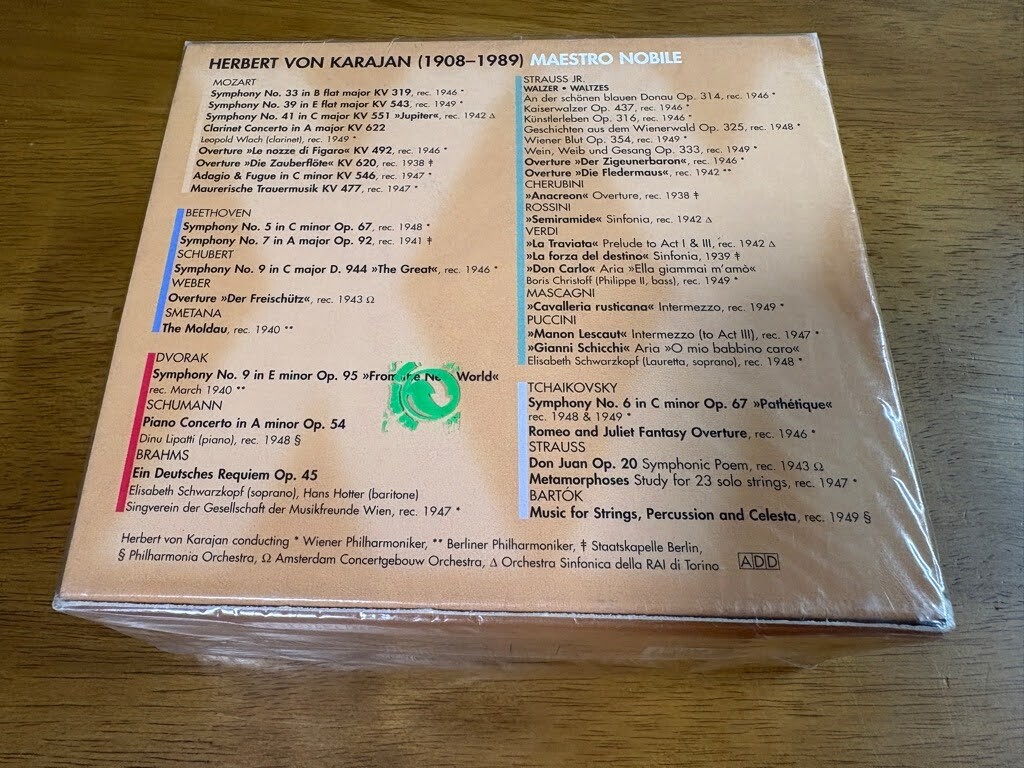 HERBERT VON KARAJAN (1908–1989) MAESTRO NOBILE
MOZART
Symphony No. 33 in B flat major KV 319, rec. 1946 *
Symphony No. 39 in E flat major KV 543, rec. 1949 *
Symphony No. 41 in C major KV 551 »Jupiter«, rec. 1942 Δ
Clarinet Concerto in A major KV 622
Leopold Wlach (clarinet), rec. 1949 *
Overture »Le nozze di Figaro« KV 492, rec. 1946 *
Overture »Die Zauberflöte« KV 620, rec. 1938 ‡
Adagio & Fugue in C minor KV 546, rec. 1947 *
Maurerische Trauermusik KV 477, rec. 1947 *
BEETHOVEN
Symphony No. 5 in C minor Op. 67, rec. 1948 *
Symphony No. 7 in A major Op. 92, rec. 1941 ‡
SCHUBERT
Symphony No. 9 in C major D. 944 »The Great«, rec. 1946 *
WEBER
Overture »Der Freischütz«, rec. 1943 Ω
SMETANA
The Moldau, rec. 1940 **
DVORAK
Symphony No. 9 in E minor Op. 95 »From the New World«
rec. March 1940 **
SCHUMANN
Piano Concerto in A minor Op. 54
Dinu Lipatti (piano), rec. 1948 §
BRAHMS
Ein Deutsches Requiem Op. 45
Elisabeth Schwarzkopf (soprano), Hans Hotter (baritone)
Singverein der Gesellschaft der Musikfreunde Wien, rec. 1947 *
STRAUSS JR.
WALZER • WALTZES
An der schönen blauen Donau Op. 314, rec. 1946 *
Kaiserwalzer Op. 437, rec. 1946 *
Künstlerleben Op. 316, rec. 1946 *
Geschichten aus dem Wienerwald Op. 325, rec. 1948 *
Wiener Blut Op. 354, rec. 1949 *
Wein, Weib und Gesang Op. 333, rec. 1949 *
Overture »Der Zigeunerbaron«, rec. 1946 *
Overture »Die Fledermaus«, rec. 1942 **
CHERUBINI
»Anacreon« Overture, rec. 1938 ‡
ROSSINI
»Semiramide« Sinfonia, rec. 1942 Δ
VERDI
»La Traviata« Prelude to Act I & III, rec. 1942 Δ
»La forza del destino« Sinfonia, 1939 ‡
»Don Carlo« Aria »Ella giammai m'amò«
Boris Christoff (Philippe II, bass), rec. 1949 *
MASCAGNI
»Cavalleria rusticana« Intermezzo, rec. 1949 *
PUCCINI
»Manon Lescaut« Intermezzo (to Act III), rec. 1947 *
»Gianni Schicchi« Aria »O mio babbino caro«
Elisabeth Schwarzkopf (Lauretta, soprano), rec. 1948 *
TCHAIKOVSKY
Symphony No. 6 in C minor Op. 67 »Pathétique«
rec. 1948 & 1949 *
Romeo and Juliet Fantasy Overture, rec. 1946 *
STRAUSS
Don Juan Op. 20 Symphonic Poem, rec. 1943 Ω
Metamorphoses Study for 23 solo strings, rec. 1947 *
BARTÓK
Music for Strings, Percussion and Celesta, rec. 1949 §
Herbert von Karajan conducting * Wiener Philharmoniker, ** Berliner Philharmoniker, ‡ Staatskapelle Berlin,
§ Philharmonia Orchestra, Ω Amsterdam Concertgebouw Orchestra, Δ Orchestra Sinfonica della RAI di Torino ADD